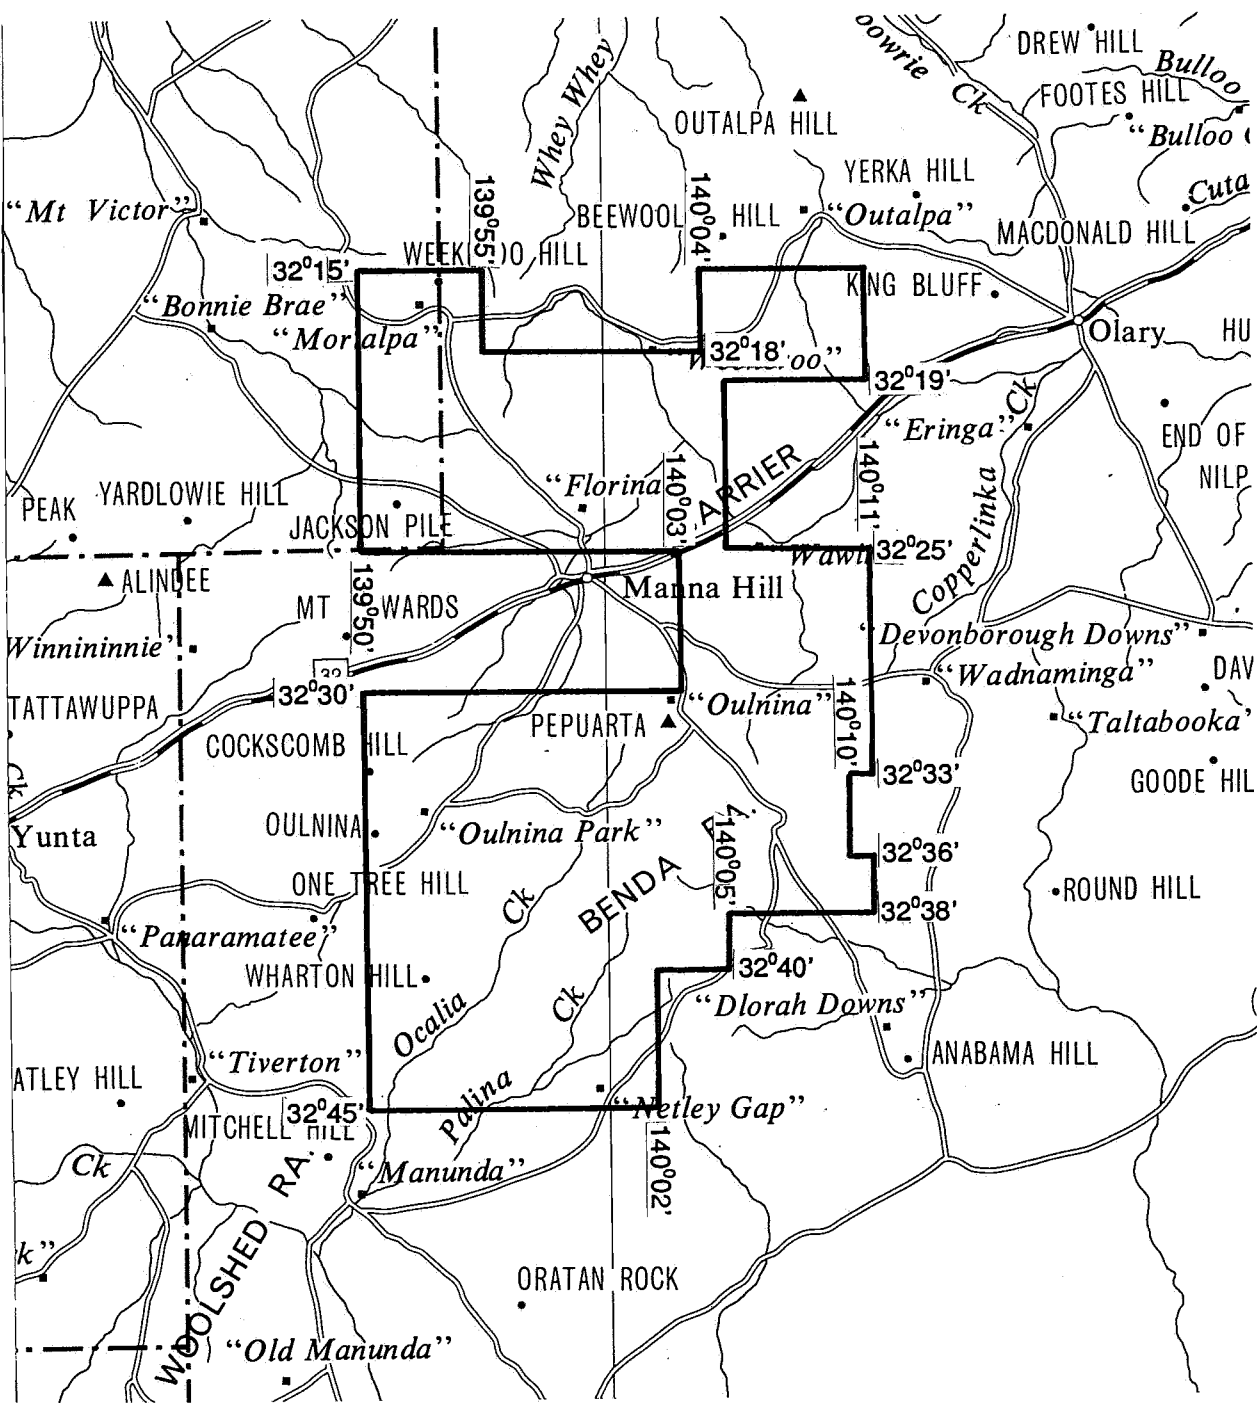 oowrie
Ck
DREW HILL
Bulloo
FOOTES HILL
"Bulloo
Whey Whey
OUTALPA HILL
YERKA HILL
Cuta
"Mt Victor"
139°55'
140°04'
BEEWOOL HILL
"Outalpa"
MACDONALD HILL
32°15'
HILL
KING BLUFF
"Bonnie Brae"
"Mortalpa"
Olary
HU
32°18'
oo"
32°19'
Ck
"Eringa"
END OF
NILP
ARRIER
140°11'
140°03'
"Florina
PEAK
YARDLOWIE HILL
JACKSON PILE
Copperlinka
32°25'
ALINDEE
Manna Hill
139°50'
MT WARDS
Winnininnie'
"Devonborough Downs"
"Wadnaminga"
DAV
32
32°30'
TATTAWUPPA
"Oulnina"
140°10'
"Taltabooka'
PEPUARTA
COCKSCOMB HILL
Ck
32°33'
GOODE HIL
Yunta
OULNINA
"Oulnina Park"
140°05'
32°36'
BENDA
ONE TREE HILL
Ck
32°38'
ROUND HILL
"Panaramatee"
WHARTON HILL
32°40'
Ocalia
Ck
"Dlorah Downs"
"Tiverton"
ANABAMA HILL
ATLEY HILL
Palina
32°45'
"Netley Gap"
MITCHELL HILL
140°02'
Ck
RA.
"Manunda"
k"
WOOLSHED
ORATAN ROCK
"Old Manunda"